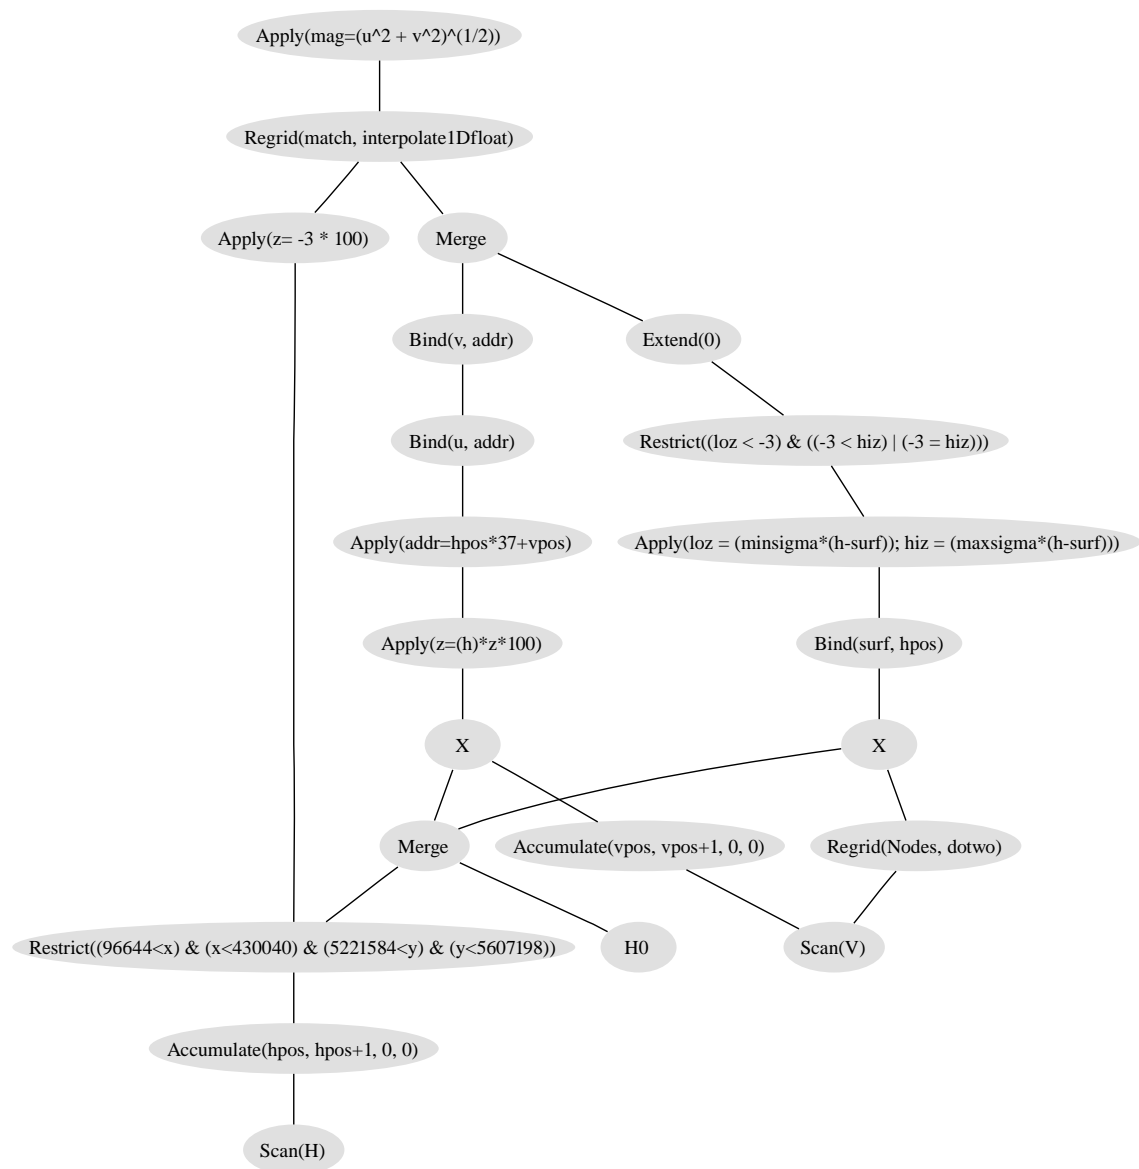 Apply(mag=(u^2 + v^2)^(1/2))
Regrid(match, interpolate1Dfloat)
Apply(z= -3 * 100)
Merge
Bind(v, addr)
Extend(0)
Bind(u, addr)
Restrict((loz < -3) & ((-3 < hiz) | (-3 = hiz)))
Apply(addr=hpos*37+vpos)
Apply(loz = (minsigma*(h-surf)); hiz = (maxsigma*(h-surf)))
Apply(z=(h)*z*100)
Bind(surf, hpos)
X
X
Merge
Accumulate(vpos, vpos+1, 0, 0)
Regrid(Nodes, dotwo)
Restrict((96644<x) & (x<430040) & (5221584<y) & (y<5607198))
H0
Scan(V)
Accumulate(hpos, hpos+1, 0, 0)
Scan(H)